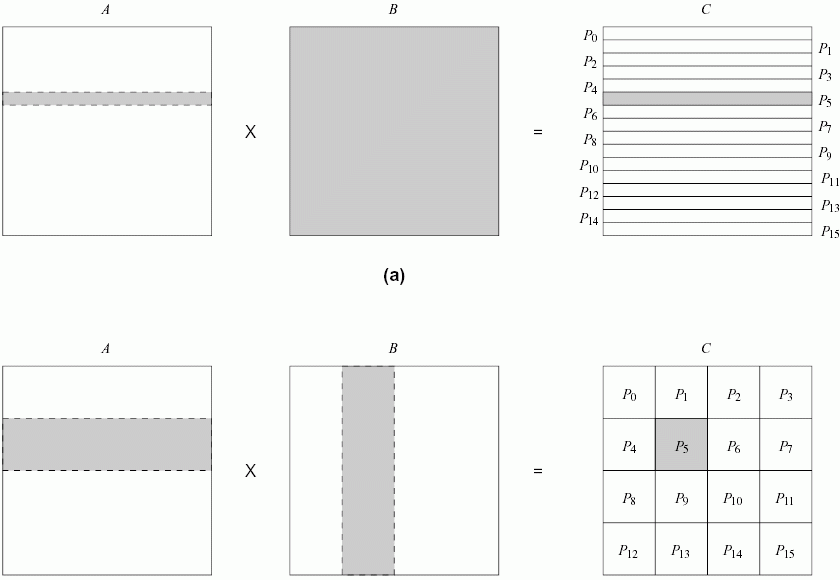 A B C
P0
P1
P2
P3
P4
P5
P6
P7
P8
P9
P10
P11
P12
P13
P14
P15
X =
(a)
A B C
P0 P1 P2 P3
P4 P5 P6 P7
X =
P8 P9 P10 P11
P12 P13 P14 P15